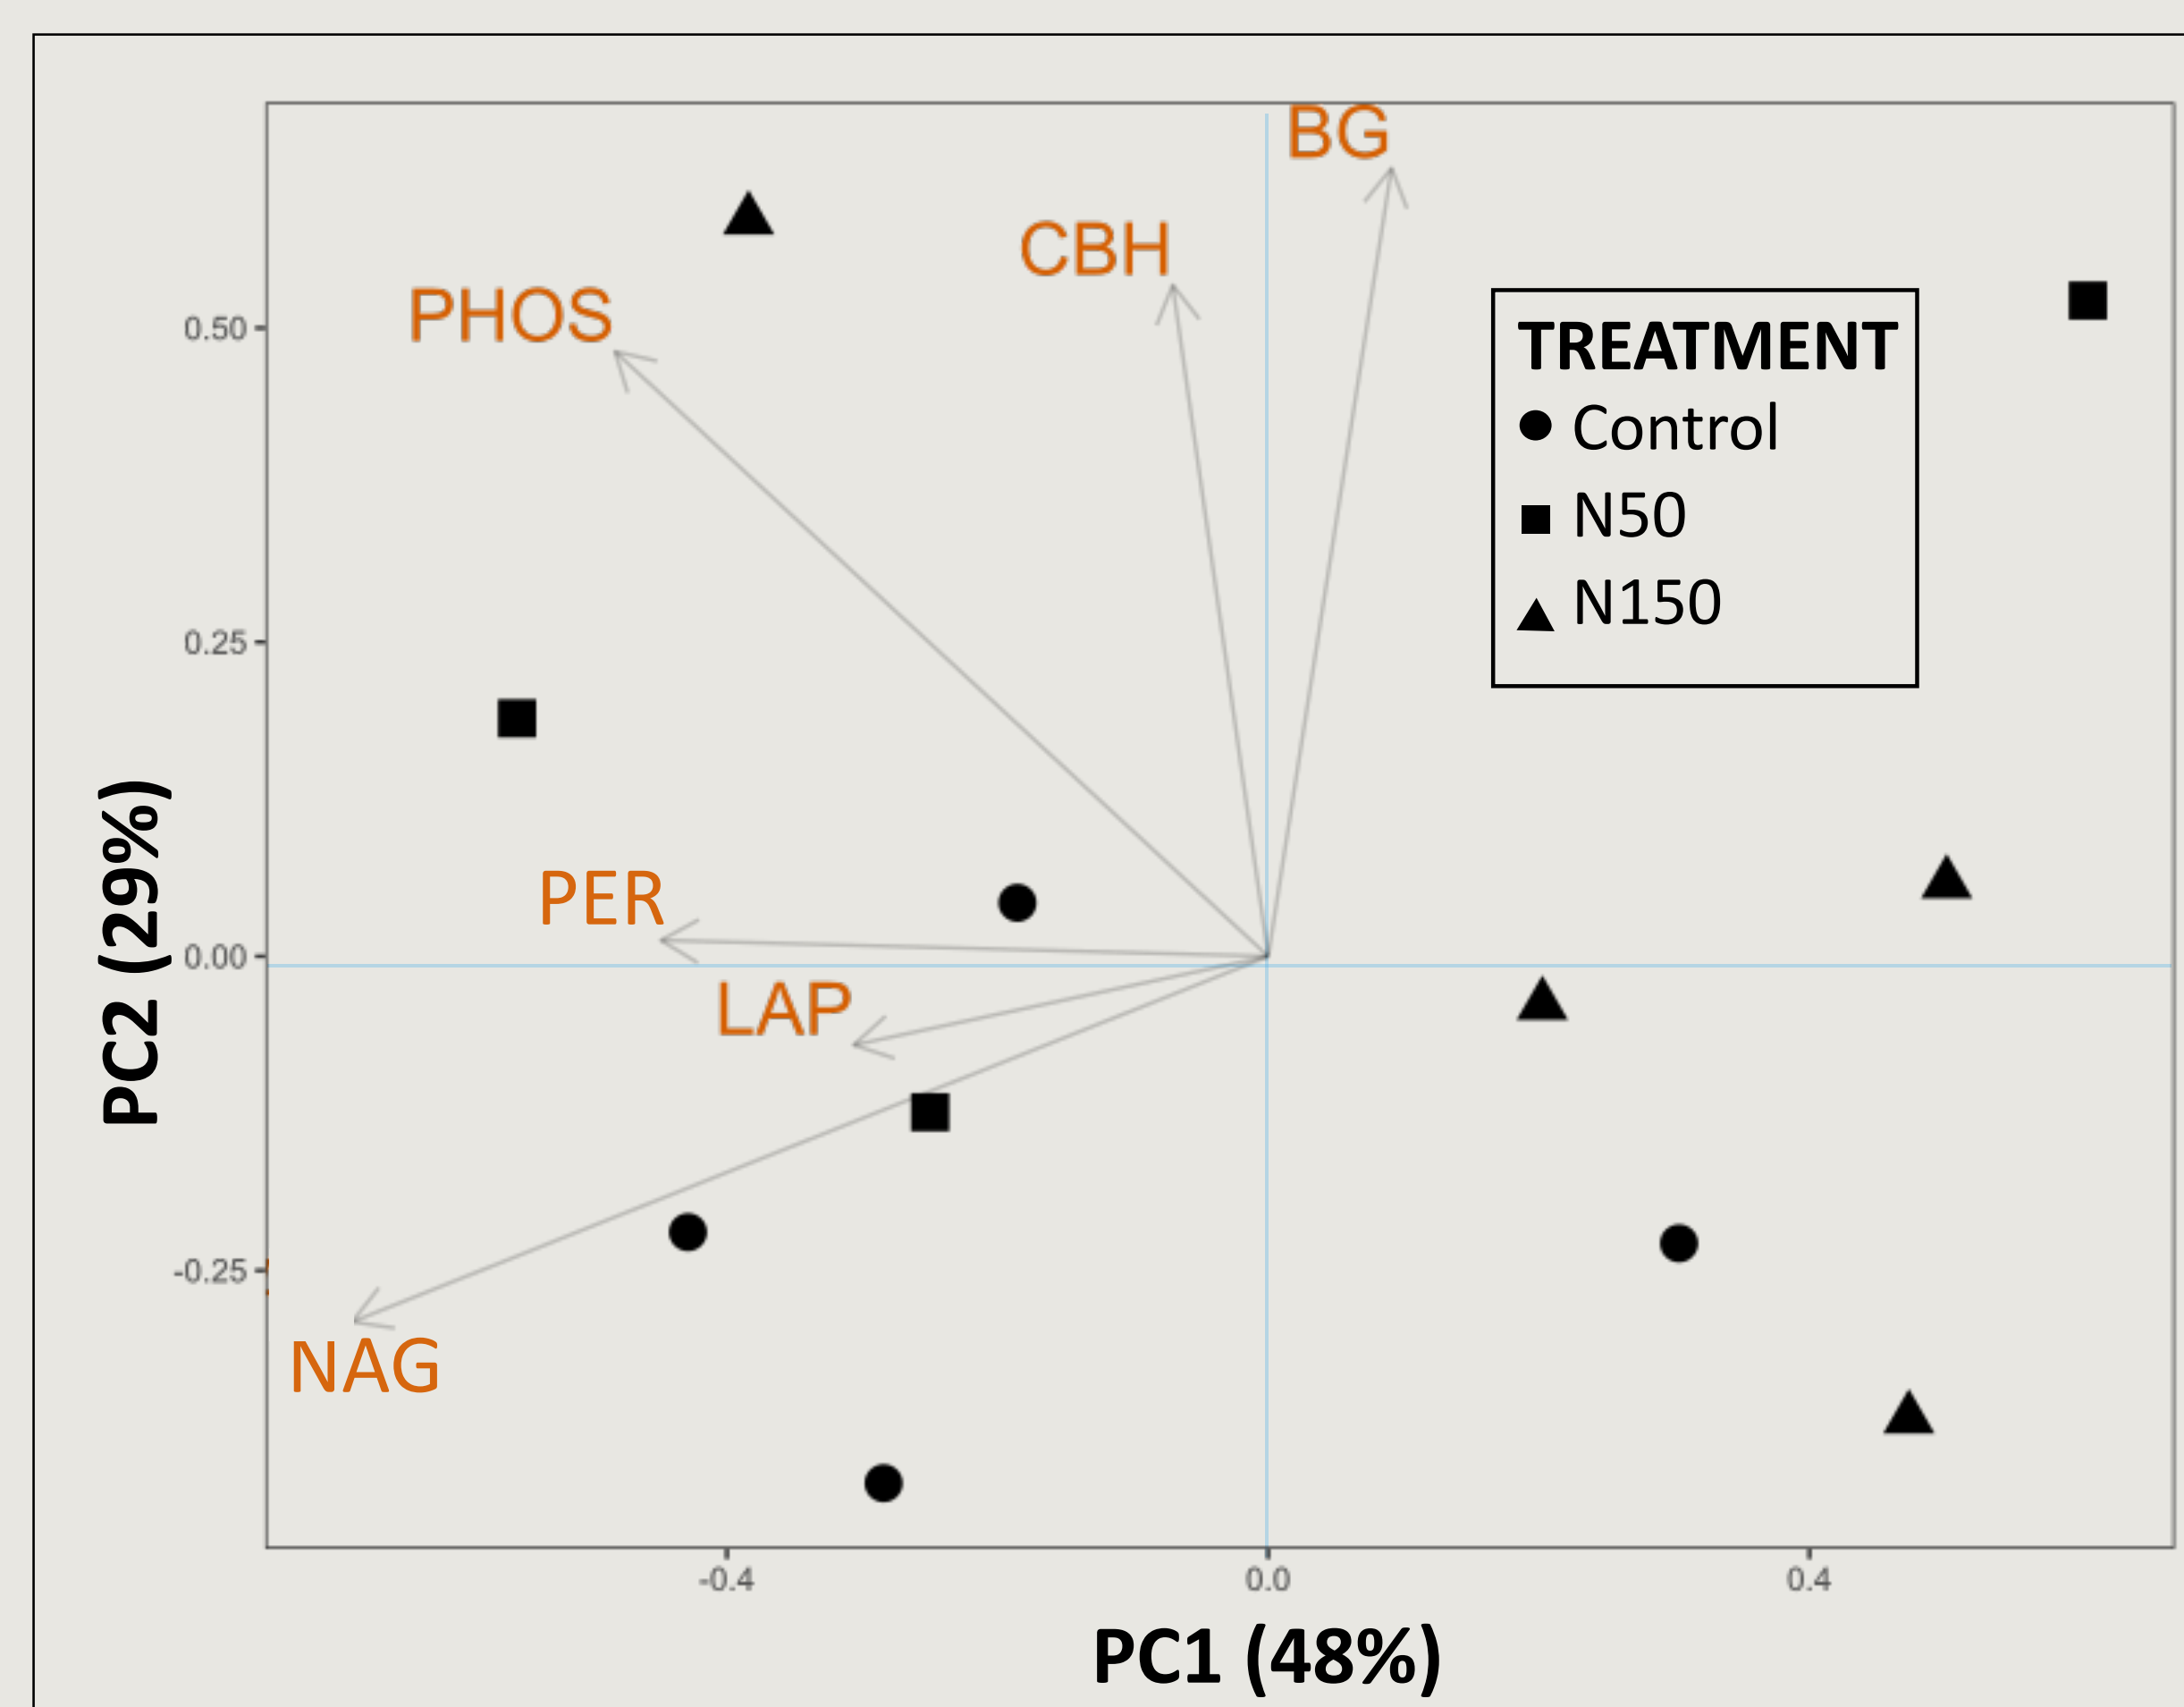 BG
CBH
PHOS
0.50
TREATMENT
Control
N50
N150
0.25
PER
0.00
LAP
PC2 (29%)
-0.25
NAG
-0.4
0.0
0.4
PC1 (48%)